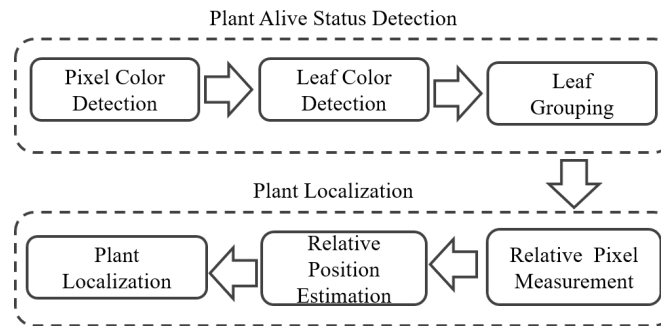 Plant Alive Status Detection
Pixel Color
Detection
Leaf Color
Detection
Leaf
Grouping
Plant Localization
Plant
Localization
Relative
Position
Estimation
Relative Pixel
Measurement